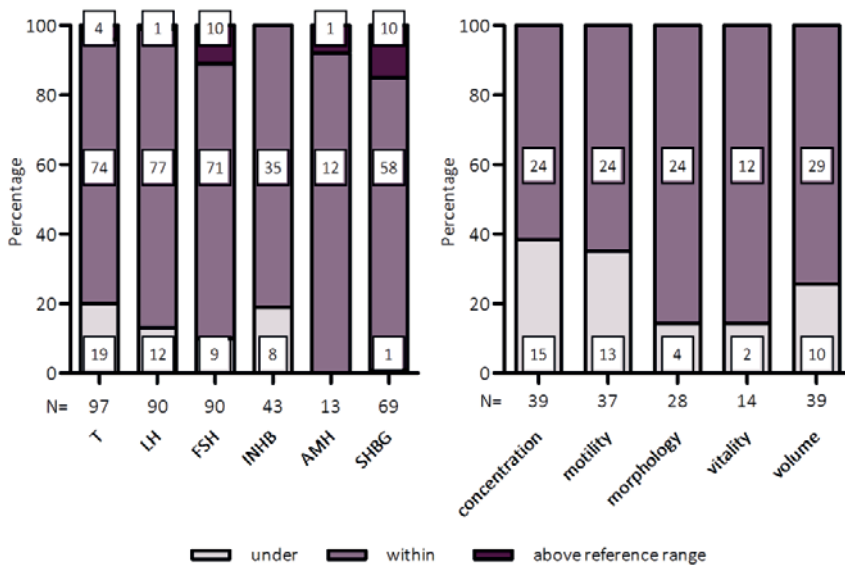 100
80
60
40
20
0
Percentage
4 1 10 1 10
74 77 71 35 12 58
19 12 9 8 1
N= 97 90 90 43 13 69
T LH FSH INHB AMH SHBG
100
80
60
40
20
0
Percentage
24 24 24 12 29
15 13 4 2 10
N= 39 37 28 14 39
concentration motility morphology vitality volume
under within above reference range